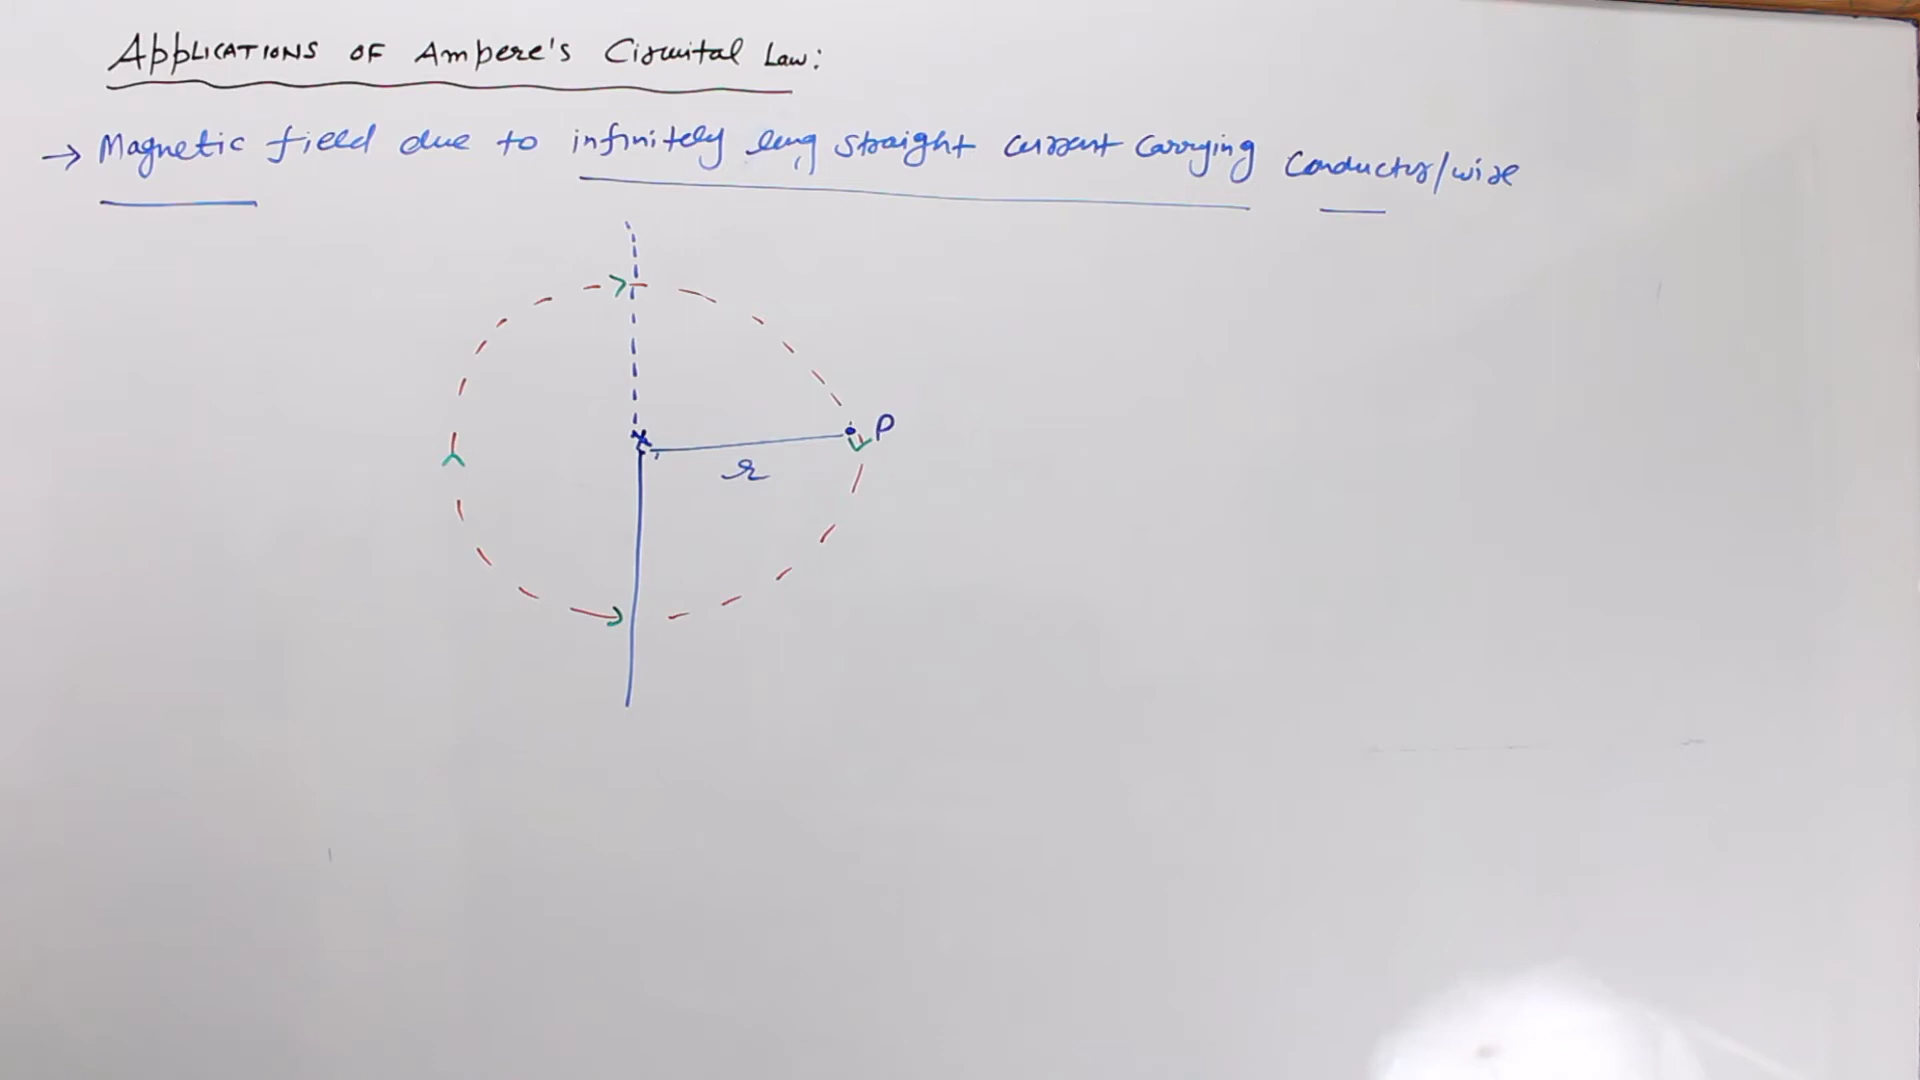 APPLICATIONS OF Ampere's Circuital Law:
→ Magnetic field due to infinitely long straight current carrying conductor/wire
P
r